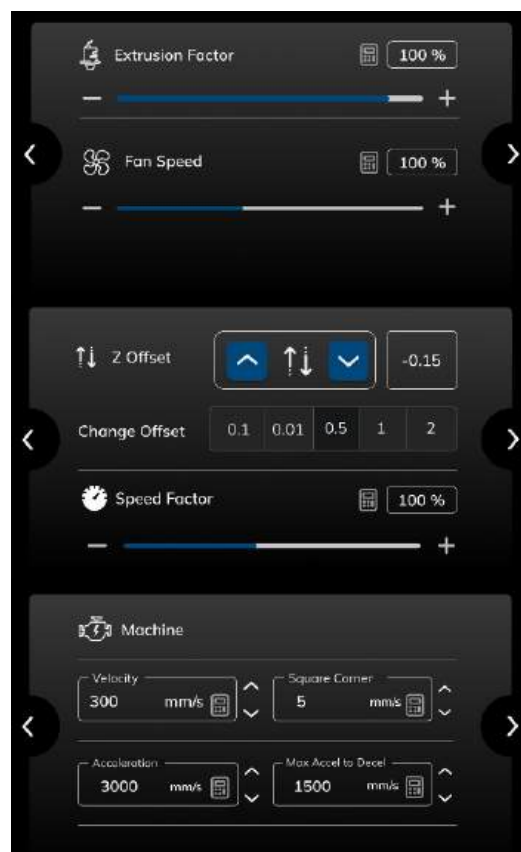 Extrusion Factor 100 %
Fan Speed 100 %
Z Offset -0.15
Change Offset 0.1 0.01 0.5 1 2
Speed Factor 100 %
Machine
Velocity Square Corner
300 mm/s 5 mm/s
Acceleration Max Accel to Decel
3000 mm/s 1500 mm/s